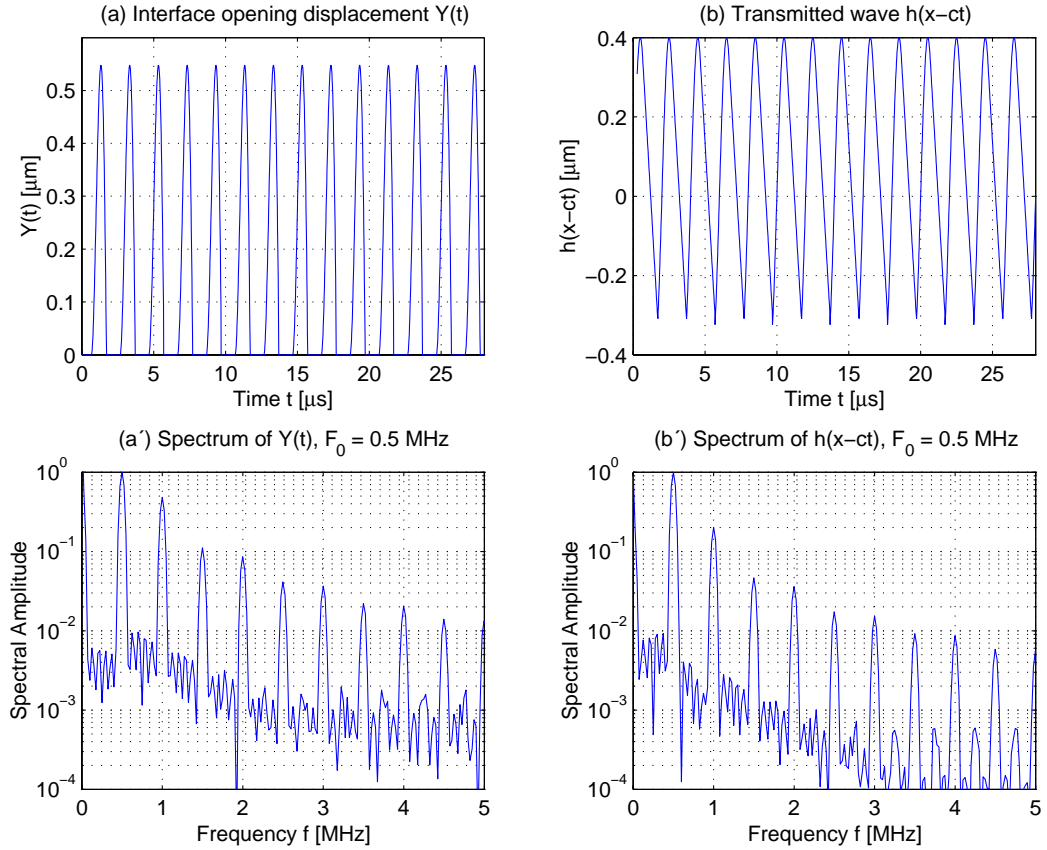 (a) Interface opening displacement Y(t)
Y(t) [μm]
0.5
0.4
0.3
0.2
0.1
0
0 5 10 15 20 25
Time t [μs]
(b) Transmitted wave h(x−ct)
h(x−ct) [μm]
0.4
0.2
0
−0.2
−0.4
0 5 10 15 20 25
Time t [μs]
(a´) Spectrum of Y(t), F_0 = 0.5 MHz
Spectral Amplitude
10^0
10^−1
10^−2
10^−3
10^−4
0 1 2 3 4 5
Frequency f [MHz]
(b´) Spectrum of h(x−ct), F_0 = 0.5 MHz
Spectral Amplitude
10^0
10^−1
10^−2
10^−3
10^−4
0 1 2 3 4 5
Frequency f [MHz]